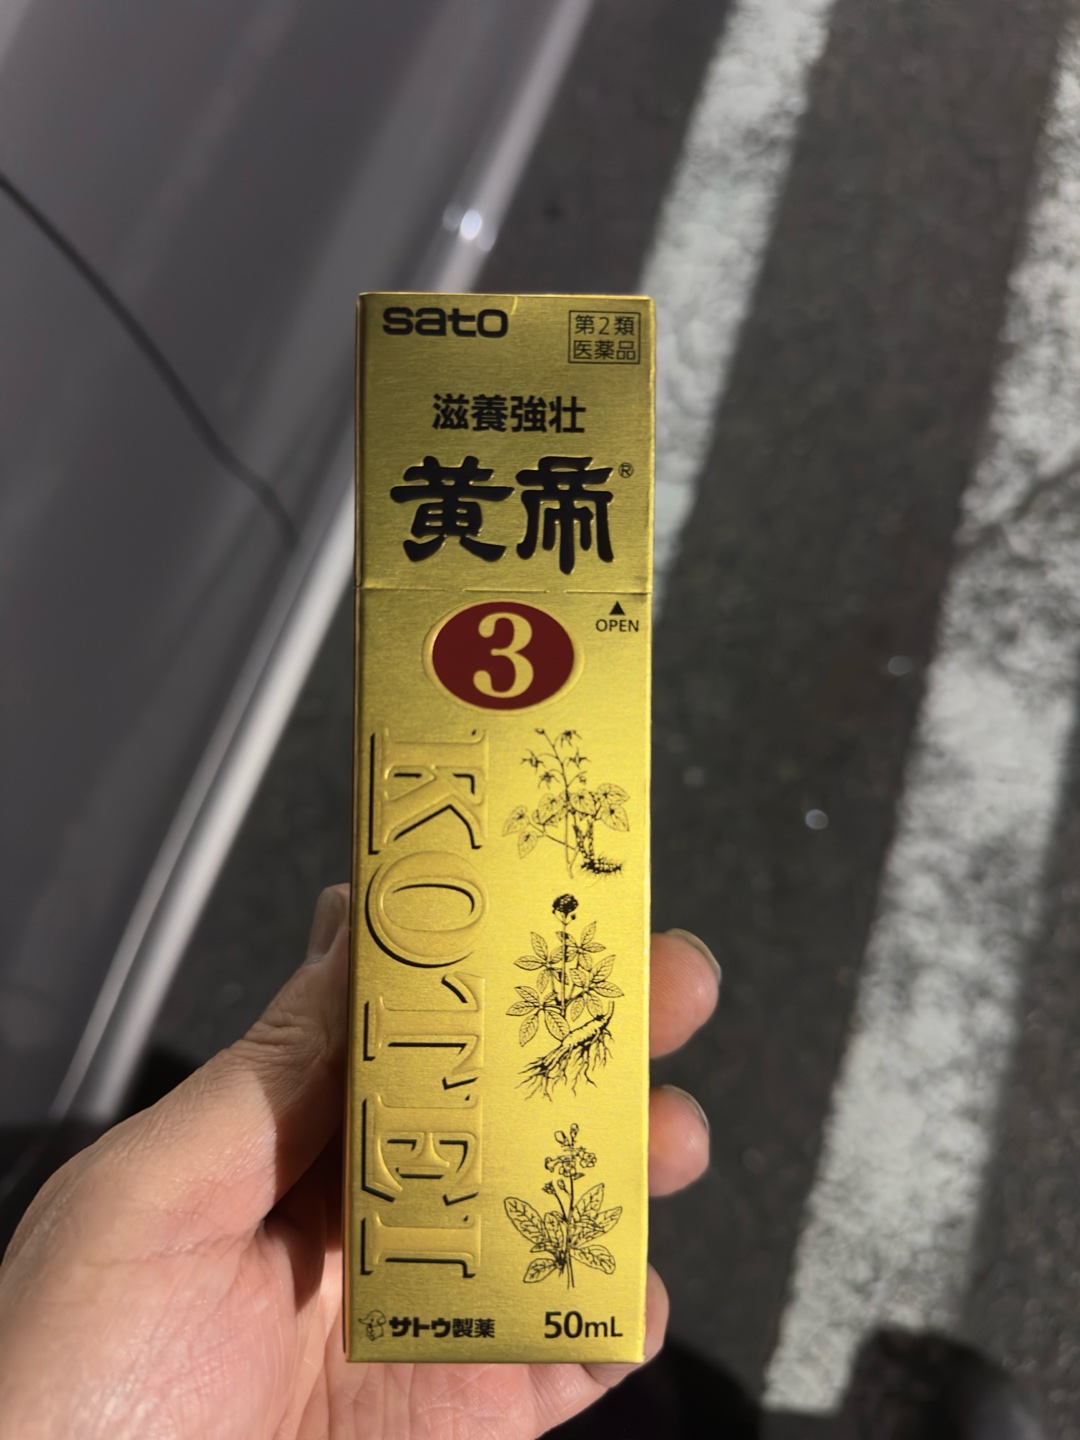 sato
第2類
医薬品
滋養強壮
黄帝®
3
▲
OPEN
KOTEI
サトウ製薬
50mL